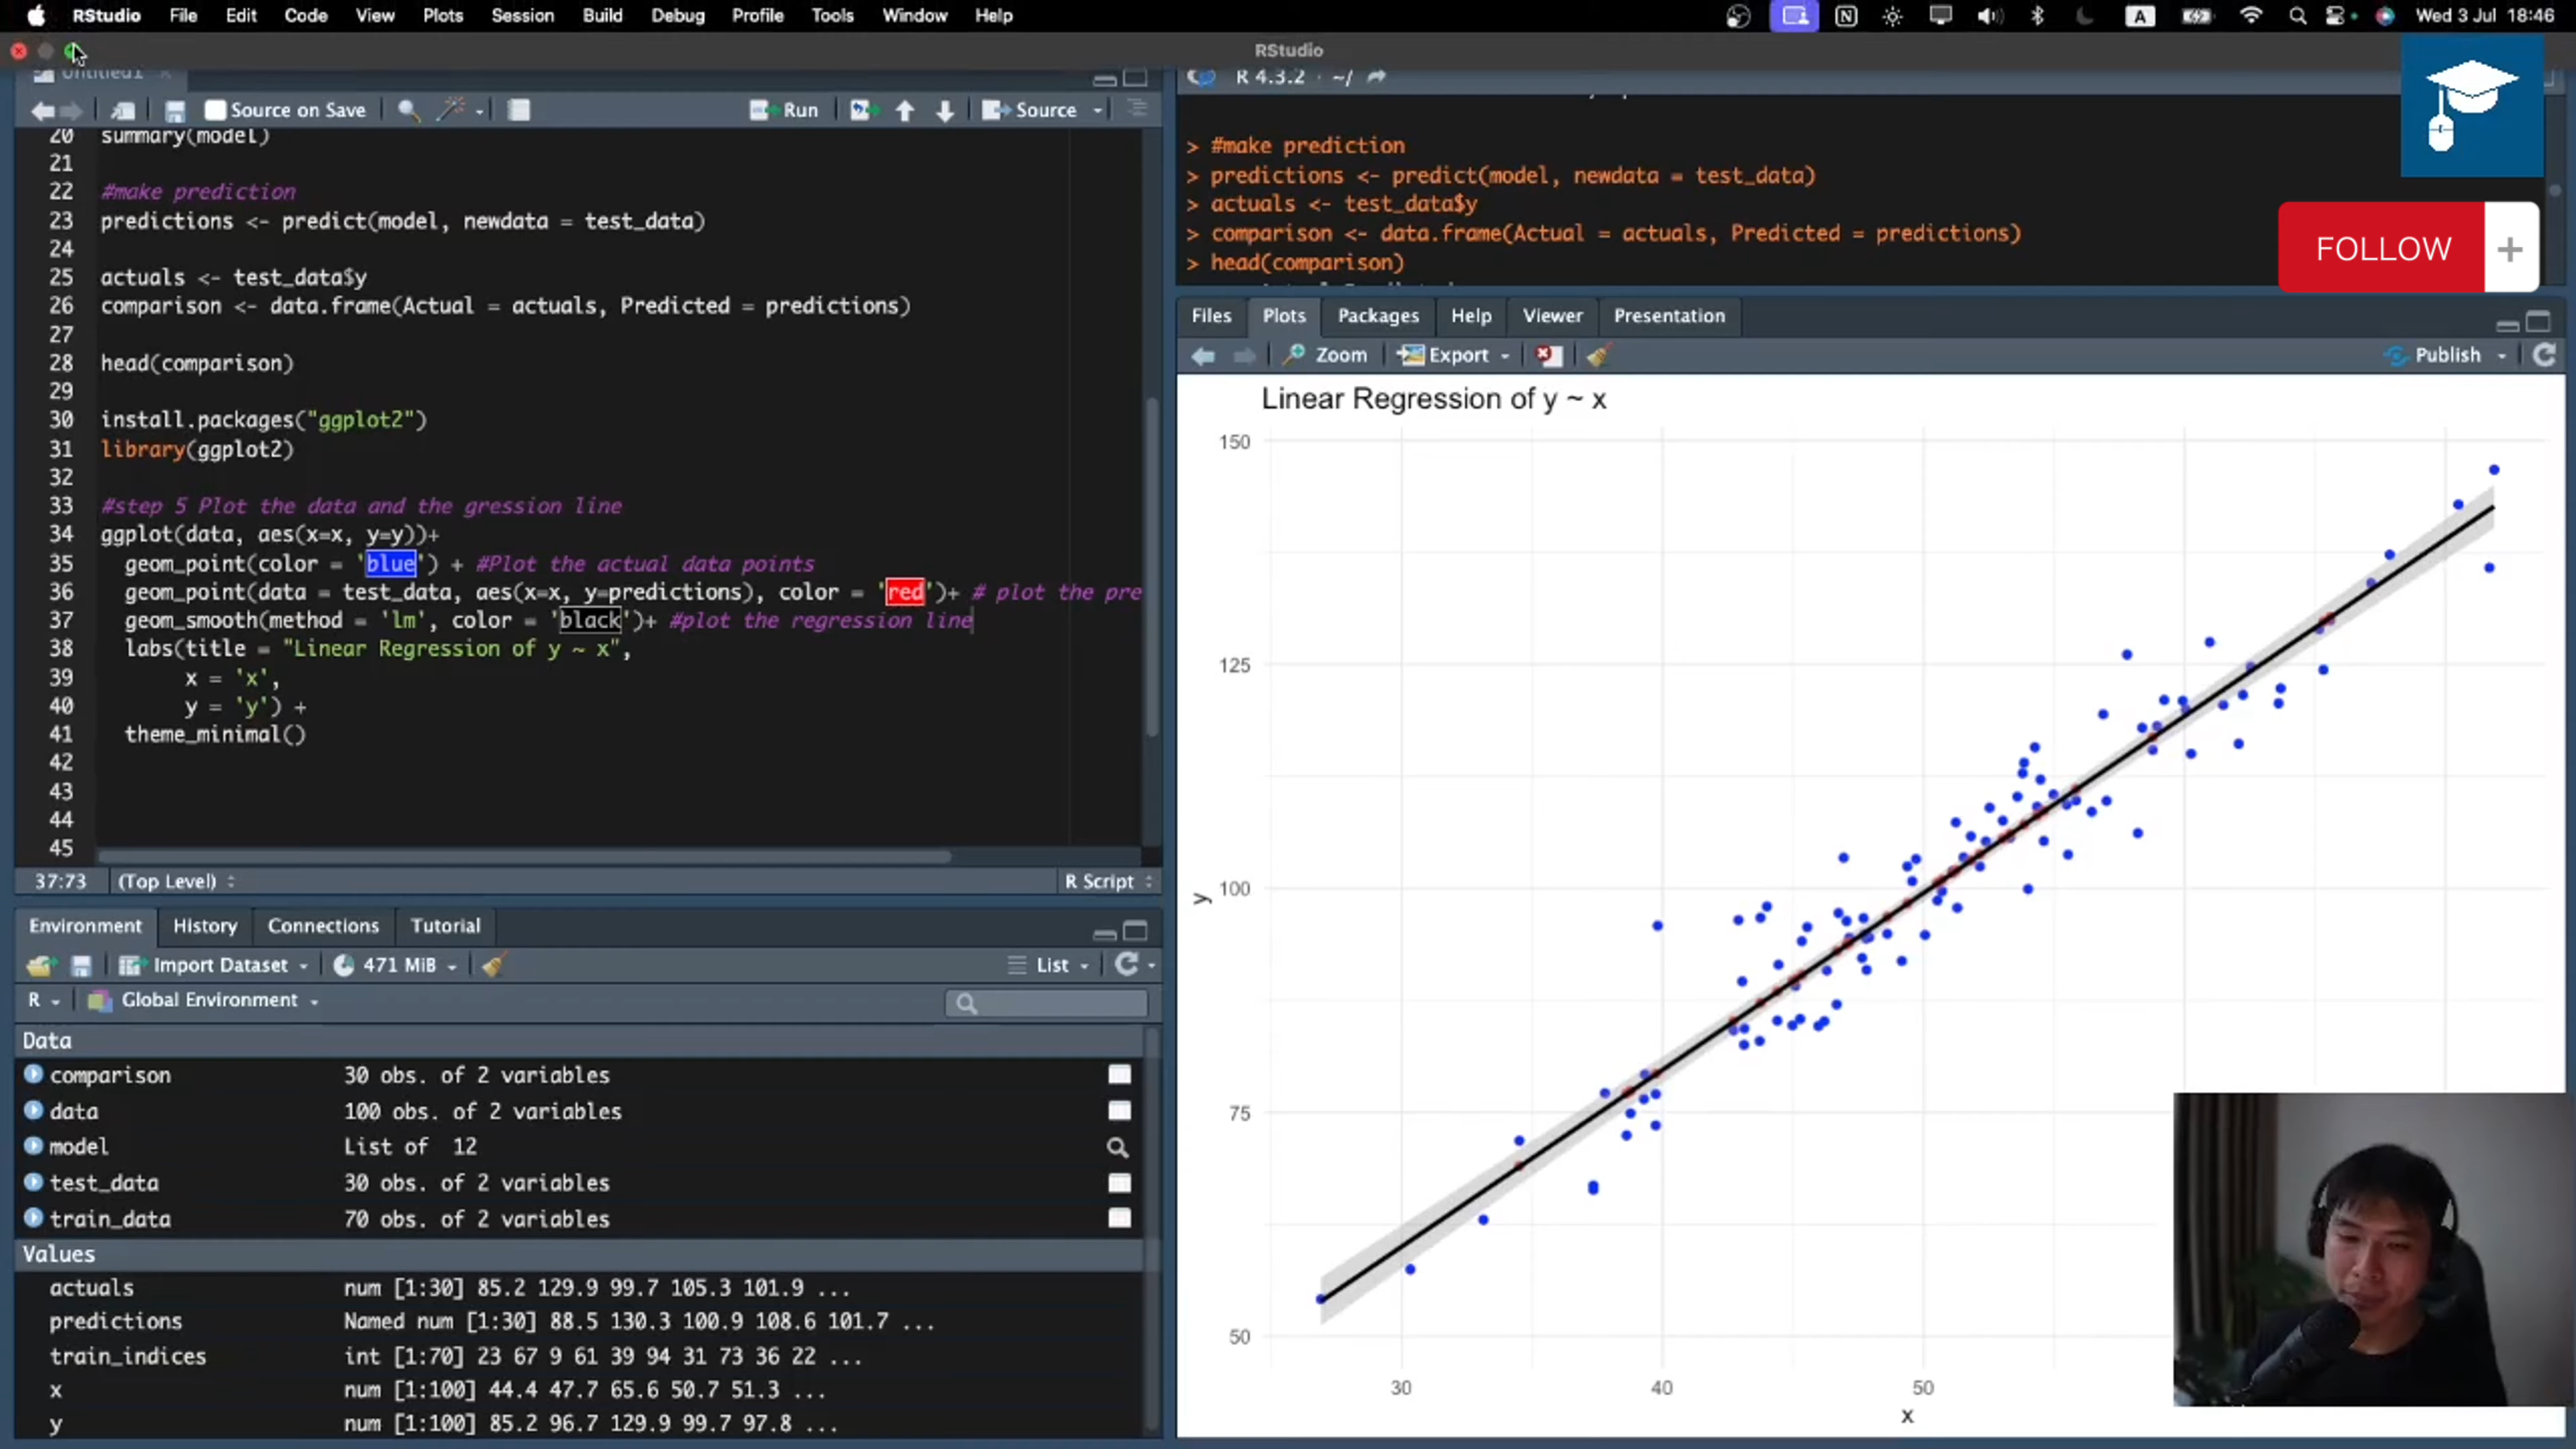 RStudio File Edit Code View Plots Session Build Debug Profile Tools Window Help A Wed 3 Jul 18:46
RStudio
Untitled1
Source on Save Run Source
20 summary(model)
21
22 #make prediction
23 predictions <- predict(model, newdata = test_data)
24
25 actuals <- test_data$y
26 comparison <- data.frame(Actual = actuals, Predicted = predictions)
27
28 head(comparison)
29
30 install.packages("ggplot2")
31 library(ggplot2)
32
33 #step 5 Plot the data and the gression line
34 ggplot(data, aes(x=x, y=y))+
35 geom_point(color = 'blue') + #Plot the actual data points
36 geom_point(data = test_data, aes(x=x, y=predictions), color = 'red')+ # plot the pre
37 geom_smooth(method = 'lm', color = 'black')+ #plot the regression line
38 labs(title = "Linear Regression of y ~ x",
39 x = 'x',
40 y = 'y') +
41 theme_minimal()
42
43
44
45
37:73 (Top Level) R Script
Environment History Connections Tutorial
Import Dataset 471 MiB List
R Global Environment
Data
comparison 30 obs. of 2 variables
data 100 obs. of 2 variables
model List of 12
test_data 30 obs. of 2 variables
train_data 70 obs. of 2 variables
Values
actuals num [1:30] 85.2 129.9 99.7 105.3 101.9 ...
predictions Named num [1:30] 88.5 130.3 100.9 108.6 101.7 ...
train_indices int [1:70] 23 67 9 61 39 94 31 73 36 22 ...
x num [1:100] 44.4 47.7 65.6 50.7 51.3 ...
y num [1:100] 85.2 96.7 129.9 99.7 97.8 ...
R 4.3.2 · ~/
> #make prediction
> predictions <- predict(model, newdata = test_data)
> actuals <- test_data$y
> comparison <- data.frame(Actual = actuals, Predicted = predictions)
> head(comparison)
FOLLOW +
Files Plots Packages Help Viewer Presentation
Zoom Export Publish
Linear Regression of y ~ x
150
125
100
75
50
y
30 40 50
x